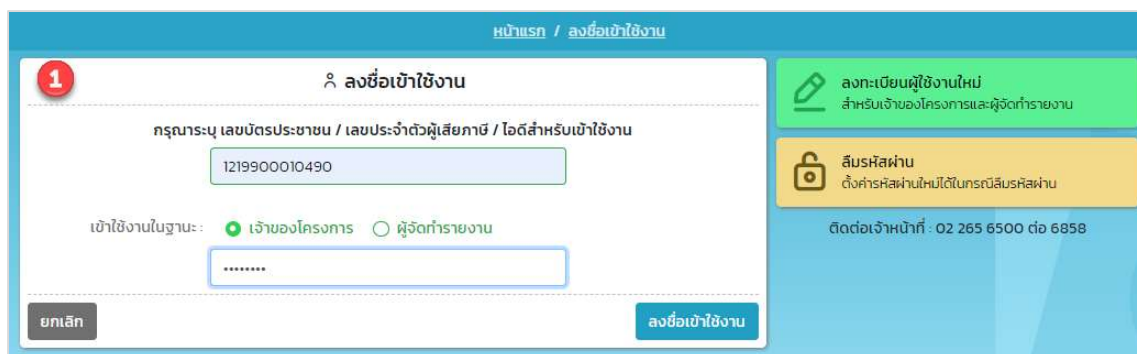 หน้าแรก / ลงชื่อเข้าใช้งาน
1
ลงชื่อเข้าใช้งาน
กรุณาระบุ เลขบัตรประชาชน / เลขประจำตัวผู้เสียภาษี / ไอดีสำหรับเข้าใช้งาน
1219900010490
เข้าใช้งานในฐานะ : เจ้าของโครงการ ผู้จัดทำรายงาน
••••••••
ยกเลิก
ลงชื่อเข้าใช้งาน
ลงทะเบียนผู้ใช้งานใหม่
สำหรับเจ้าของโครงการและผู้จัดทำรายงาน
ลืมรหัสผ่าน
ตั้งค่ารหัสผ่านใหม่ได้ในกรณีลืมรหัสผ่าน
ติดต่อเจ้าหน้าที่ : 02 265 6500 ต่อ 6858